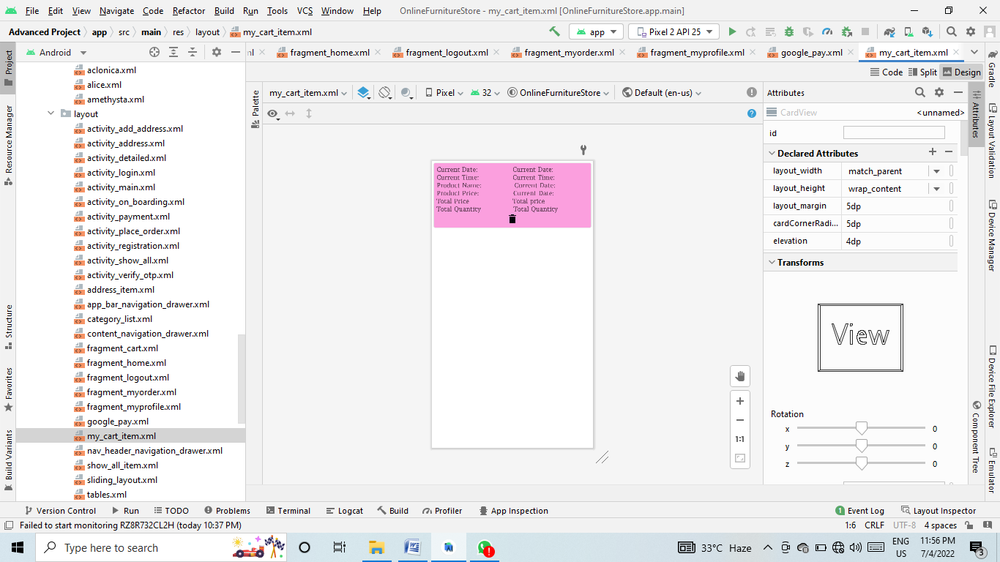 File Edit View Navigate Code Refactor Build Run Tools VCS Window Help OnlineFurnitureStore - my_cart_item.xml [OnlineFurnitureStore.app.main]
Advanced Project app src main res layout my_cart_item.xml app Pixel 2 API 25
Android ml fragment_home.xml fragment_logout.xml fragment_myorder.xml fragment_myprofile.xml google_pay.xml my_cart_item.xml
Code Split Design
my_cart_item.xml Pixel 32 OnlineFurnitureStore Default (en-us) Attributes
CardView <unnamed>
id
Declared Attributes
layout_width match_parent
layout_height wrap_content
layout_margin 5dp
cardCornerRadi... 5dp
elevation 4dp
Transforms
View
Rotation
x 0
y 0
z 0
Current Date: Current Date:
Current Time: Current Time:
Product Name: Current Date:
Product Price: Current Date:
Total Price Total price
Total Quantity Total Quantity
1:1
aclonica.xml
alice.xml
amethysta.xml
layout
activity_add_address.xml
activity_address.xml
activity_detailed.xml
activity_login.xml
activity_main.xml
activity_on_boarding.xml
activity_payment.xml
activity_place_order.xml
activity_registration.xml
activity_show_all.xml
activity_verify_otp.xml
address_item.xml
app_bar_navigation_drawer.xml
category_list.xml
content_navigation_drawer.xml
fragment_cart.xml
fragment_home.xml
fragment_logout.xml
fragment_myorder.xml
fragment_myprofile.xml
google_pay.xml
my_cart_item.xml
nav_header_navigation_drawer.xml
show_all_item.xml
sliding_layout.xml
tables.xml
Project
Resource Manager
Structure
Favorites
Build Variants
Palette
Attributes
Component Tree
Gradle
Layout Validation
Device Manager
Device File Explorer
Emulator
Version Control Run TODO Problems Terminal Logcat Build Profiler App Inspection 1 Event Log Layout Inspector
Failed to start monitoring RZ8R732CL2H (today 10:37 PM) 1:6 CRLF UTF-8 4 spaces
Type here to search 33°C Haze ENG US 11:56 PM 7/4/2022 3